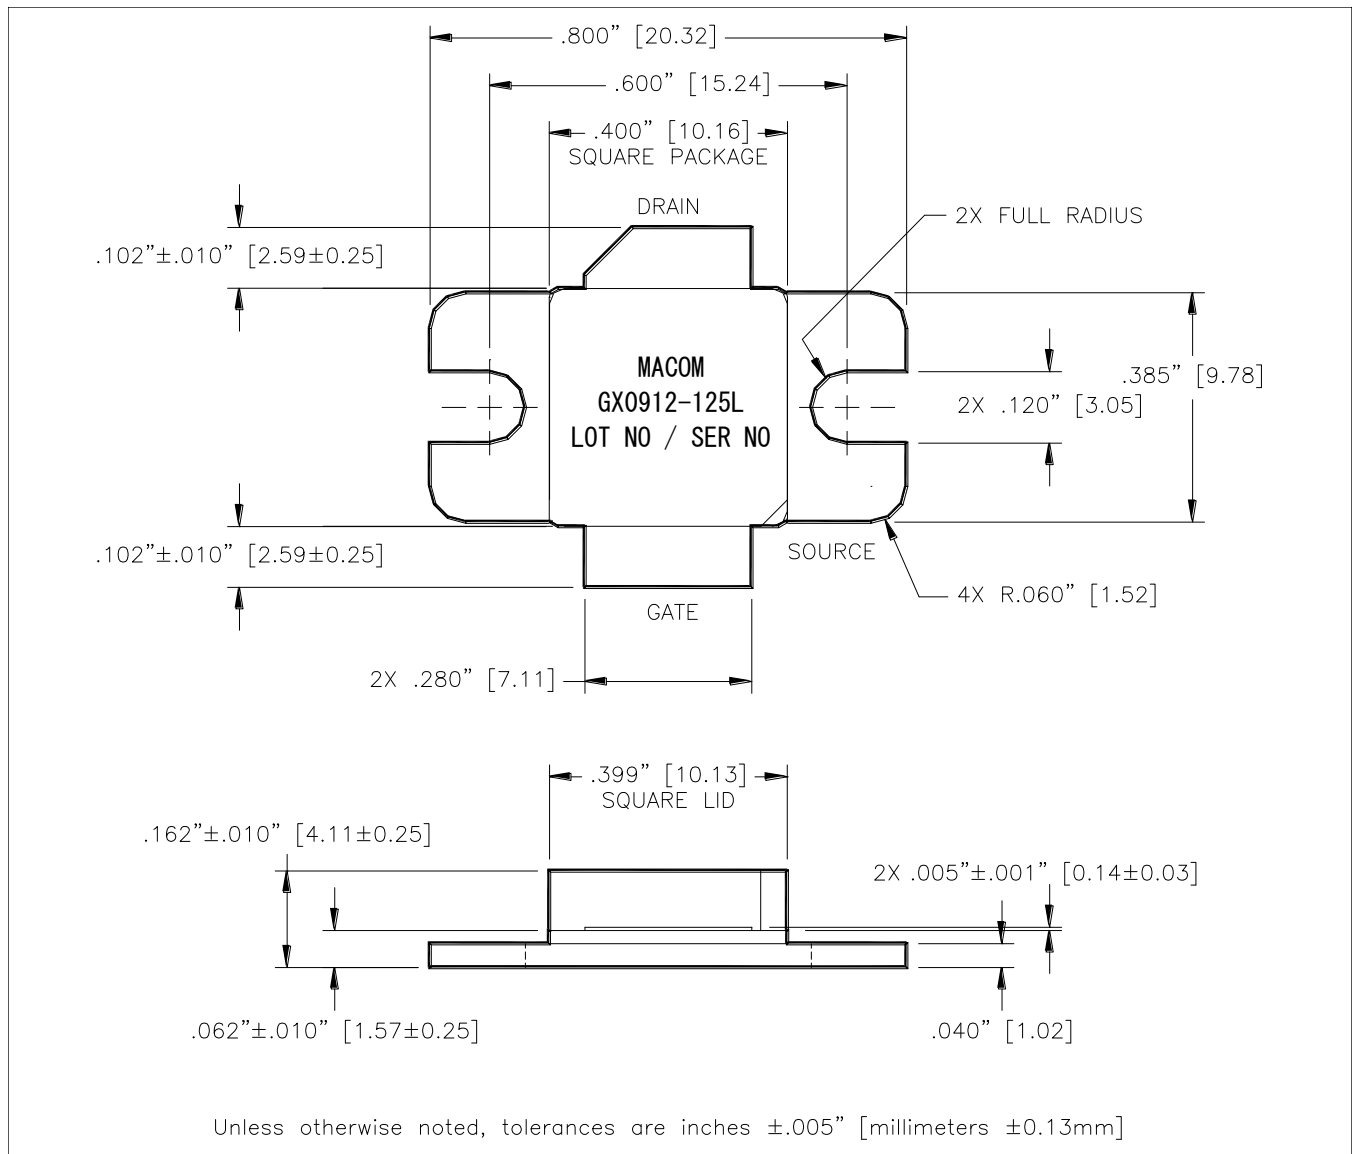 .800” [20.32]
.600” [15.24]
.400” [10.16]
SQUARE PACKAGE
DRAIN
2X FULL RADIUS
.102”±.010” [2.59±0.25]
MACOM
GX0912-125L
LOT NO / SER NO
.385” [9.78]
2X .120” [3.05]
.102”±.010” [2.59±0.25]
SOURCE
4X R.060” [1.52]
GATE
2X .280” [7.11]
.399” [10.13]
SQUARE LID
.162”±.010” [4.11±0.25]
2X .005”±.001” [0.14±0.03]
.062”±.010” [1.57±0.25]
.040” [1.02]
Unless otherwise noted, tolerances are inches ±.005” [millimeters ±0.13mm]